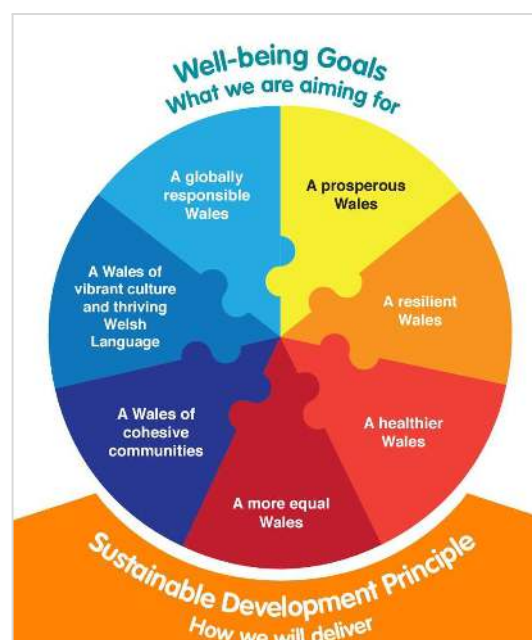 Well-being Goals
What we are aiming for
A globally
responsible
Wales
A prosperous
Wales
A Wales of
vibrant culture
and thriving
Welsh
Language
A resilient
Wales
A Wales of
cohesive
communities
A healthier
Wales
A more equal
Wales
Sustainable Development Principle
How we will deliver